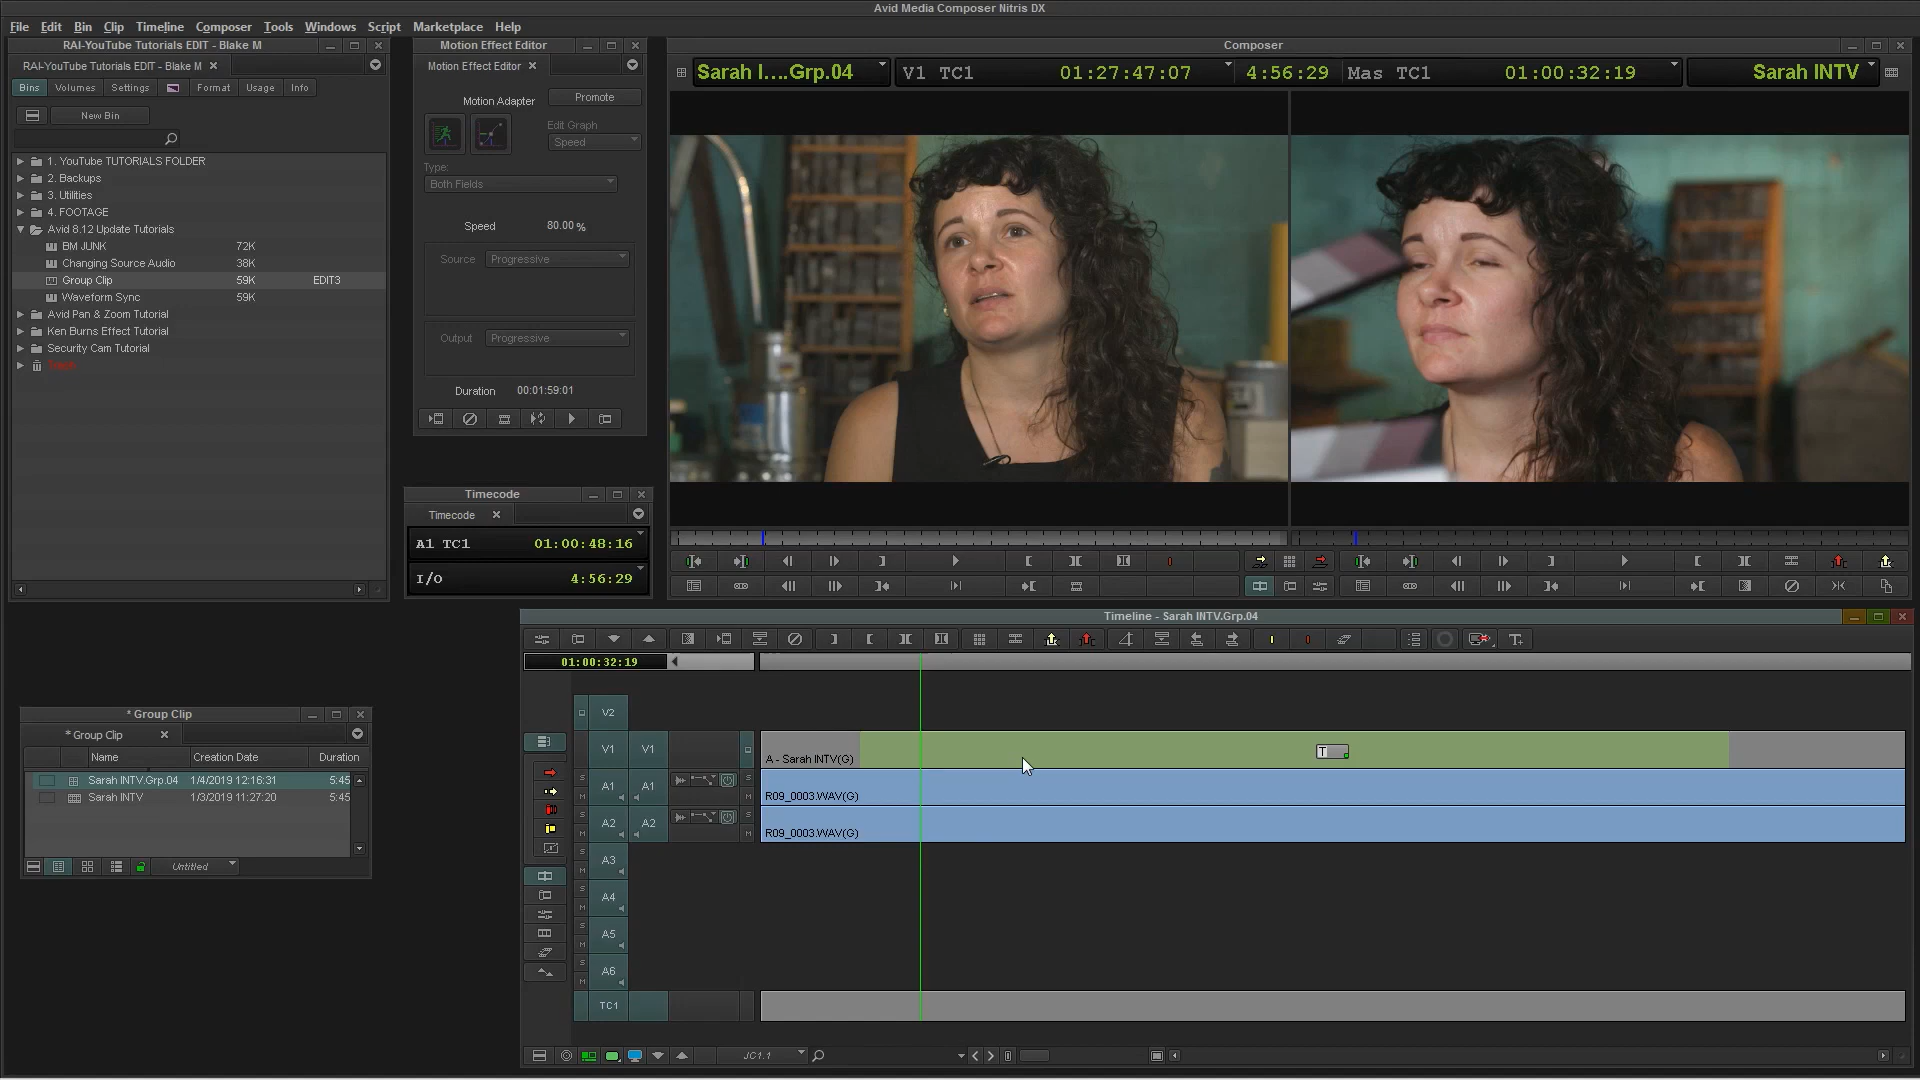 Avid Media Composer Nitris DX
File Edit Bin Clip Timeline Composer Tools Windows Script Marketplace Help
RAI-YouTube Tutorials EDIT - Blake M
RAI-YouTube Tutorials EDIT - Blake M
Bins Volumes Settings Format Usage Info
New Bin
1. YouTube TUTORIALS FOLDER
2. Backups
3. Utilities
4. FOOTAGE
Avid 8.12 Update Tutorials
BM JUNK 72K
Changing Source Audio 38K
Group Clip 59K EDIT3
Waveform Sync 59K
Avid Pan & Zoom Tutorial
Ken Burns Effect Tutorial
Security Cam Tutorial
Trash
Motion Effect Editor
Motion Effect Editor
Motion Adapter Promote
Edit Graph
Speed
Type:
Both Fields
Speed 80.00 %
Source Progressive
Output Progressive
Duration 00:01:59:01
Timecode
Timecode
A1 TC1 01:00:48:16
I/O 4:56:29
Composer
Sarah I....Grp.04 V1 TC1 01:27:47:07 4:56:29 Mas TC1 01:00:32:19 Sarah INTV
* Group Clip
* Group Clip
Name Creation Date Duration
Sarah INTV.Grp.04 1/4/2019 12:16:31 5:45
Sarah INTV 1/3/2019 11:27:20 5:45
Untitled
Timeline - Sarah INTV.Grp.04
01:00:32:19
V2
V1 V1 A - Sarah INTV(G) T
A1 A1 S M R09_0003.WAV(G)
A2 A2 S M R09_0003.WAV(G)
A3 S M
A4 S M
A5 S M
A6 S M
TC1
JC1.1